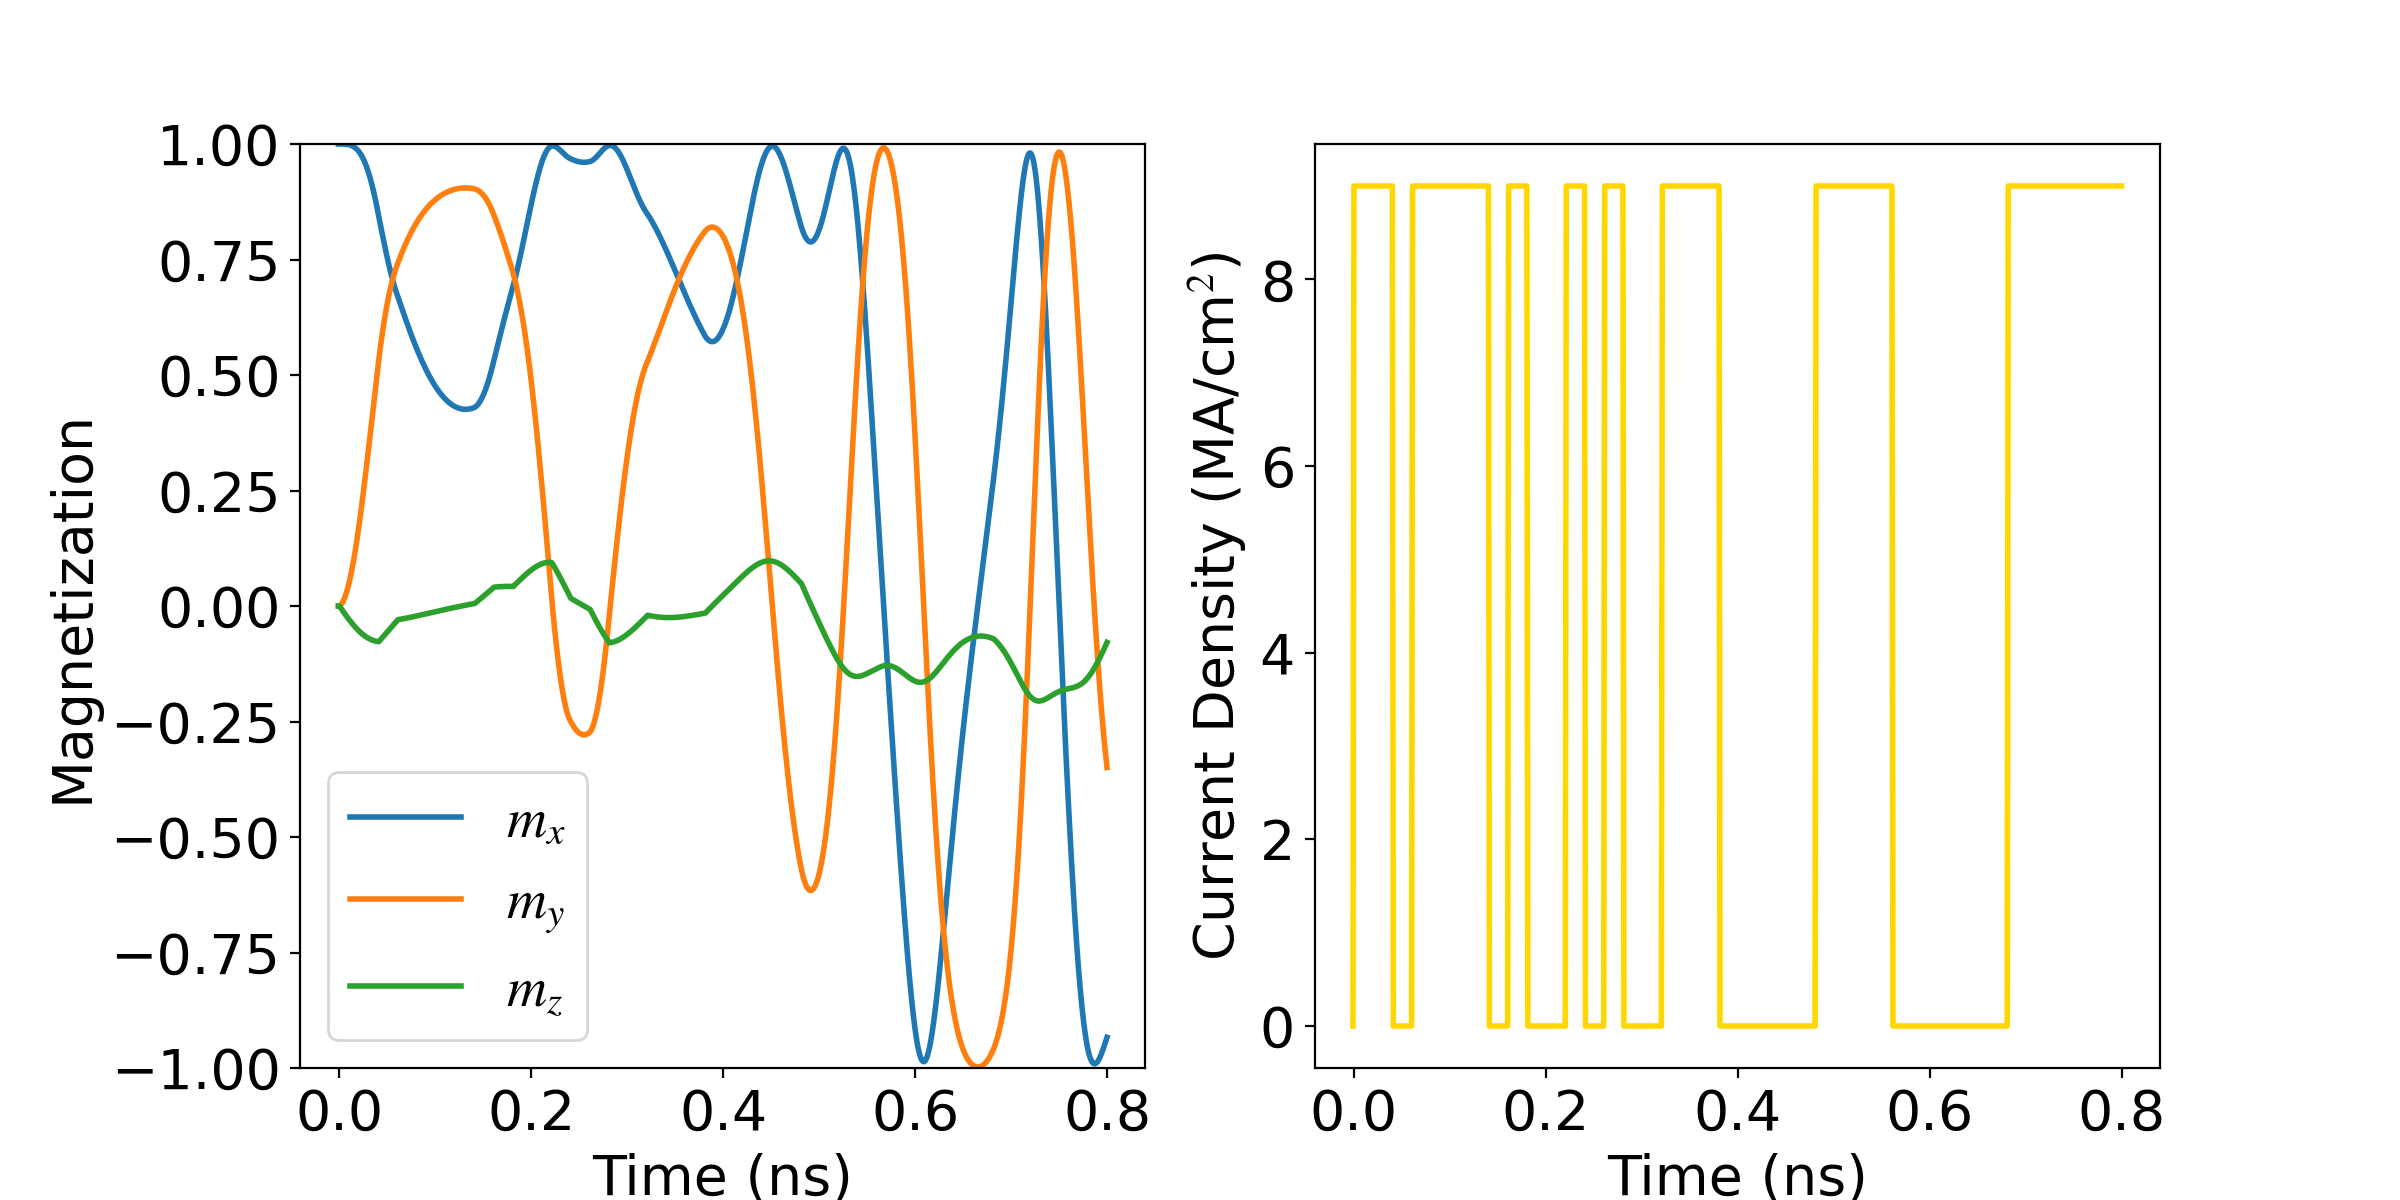 Magnetization
1.00
0.75
0.50
0.25
0.00
−0.25
−0.50
−0.75
−1.00
m_x
m_y
m_z
0.0 0.2 0.4 0.6 0.8
Time (ns)
Current Density (MA/cm²)
8
6
4
2
0
0.0 0.2 0.4 0.6 0.8
Time (ns)